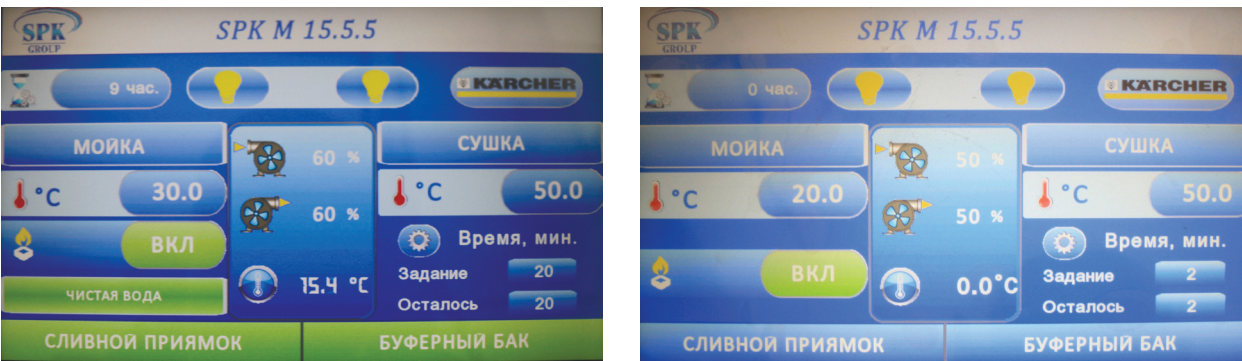 SPK
GROUP
SPK M 15.5.5
9 час.
KÄRCHER
МОЙКА
60 %
СУШКА
°C
30.0
°C
50.0
60 %
ВКЛ
Время, мин.
Задание
20
ЧИСТАЯ ВОДА
15.4 °C
Осталось
20
СЛИВНОЙ ПРИЯМОК
БУФЕРНЫЙ БАК
SPK
GROUP
SPK M 15.5.5
0 час.
KÄRCHER
МОЙКА
50 %
СУШКА
°C
20.0
°C
50.0
50 %
ВКЛ
Время, мин.
Задание
2
0.0°C
Осталось
2
СЛИВНОЙ ПРИЯМОК
БУФЕРНЫЙ БАК